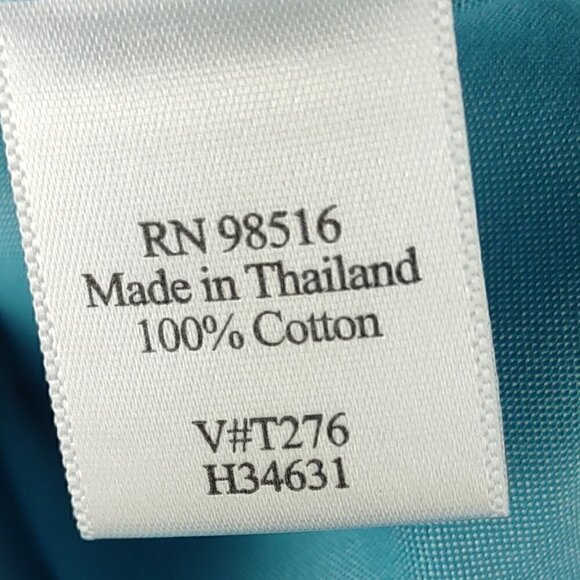 RN 98516
Made in Thailand
100% Cotton
V#T276
H34631